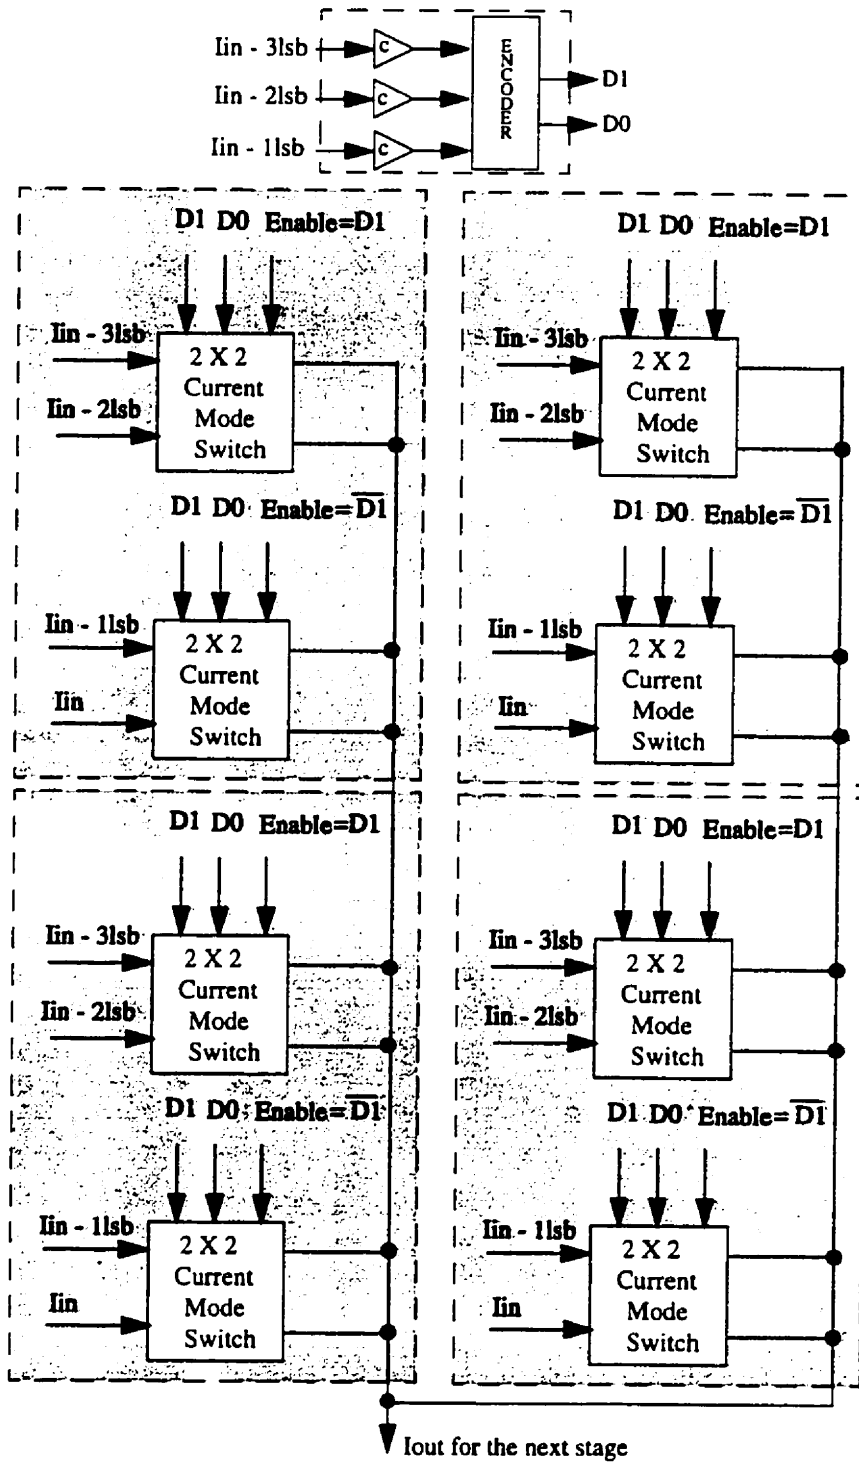 Iin - 3lsb
c
Iin - 2lsb
c
Iin - 1lsb
c
ENCODER
D1
D0
D1 D0 Enable=D1
Iin - 3lsb
Iin - 2lsb
2 X 2
Current
Mode
Switch
D1 D0 Enable=D̅1̅
Iin - 1lsb
Iin
2 X 2
Current
Mode
Switch
D1 D0 Enable=D1
Iin - 3lsb
Iin - 2lsb
2 X 2
Current
Mode
Switch
D1 D0 Enable=D̅1̅
Iin - 1lsb
Iin
2 X 2
Current
Mode
Switch
D1 D0 Enable=D1
Iin - 3lsb
Iin - 2lsb
2 X 2
Current
Mode
Switch
D1 D0 Enable=D̅1̅
Iin - 1lsb
Iin
2 X 2
Current
Mode
Switch
D1 D0 Enable=D1
Iin - 3lsb
Iin - 2lsb
2 X 2
Current
Mode
Switch
D1 D0 Enable=D̅1̅
Iin - 1lsb
Iin
2 X 2
Current
Mode
Switch
Iout for the next stage